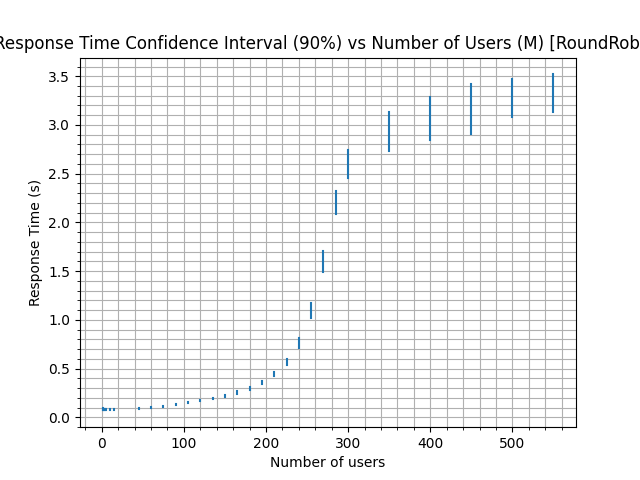 Response Time Confidence Interval (90%) vs Number of Users (M) [RoundRob
3.5
3.0
2.5
2.0
1.5
1.0
0.5
0.0
Response Time (s)
0 100 200 300 400 500
Number of users